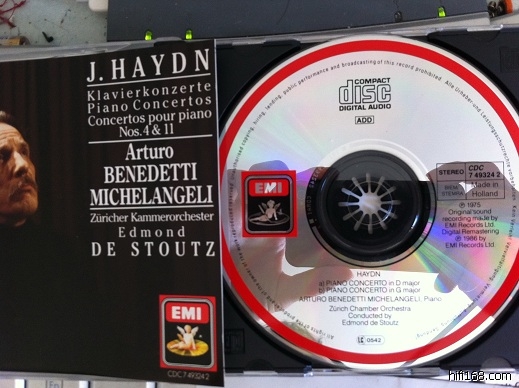 J. HAYDN
Klavierkonzerte
Piano Concertos
Concertos pour piano
Nos. 4 & 11
Arturo
BENEDETTI
MICHELANGELI
Züricher Kammerorchester
Edmond
DE STOUTZ
EMI
CDC 7 49324 2
COMPACT
disc
DIGITAL AUDIO
ADD
EMI
STEREO
CDC
7 49324 2
BIEM
STEMRA
Made in
Holland
℗ 1975
Original sound
recording made by
EMI Records Ltd.
Digital Remastering
℗ 1988 by
EMI Records Ltd.
HAYDN
a) PIANO CONCERTO in D major
b) PIANO CONCERTO in G major
ARTURO BENEDETTI MICHELANGELI, Piano
Zürich Chamber Orchestra
Conducted by
Edmond de Stoutz
LC 0542
hifi168.com